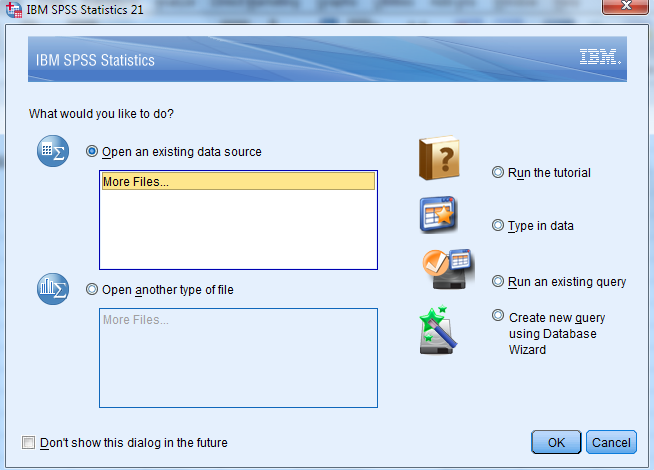 IBM SPSS Statistics 21
IBM SPSS Statistics
IBM.
What would you like to do?
Open an existing data source
More Files...
Open another type of file
More Files...
Run the tutorial
Type in data
Run an existing query
Create new query
using Database
Wizard
Don't show this dialog in the future
OK
Cancel